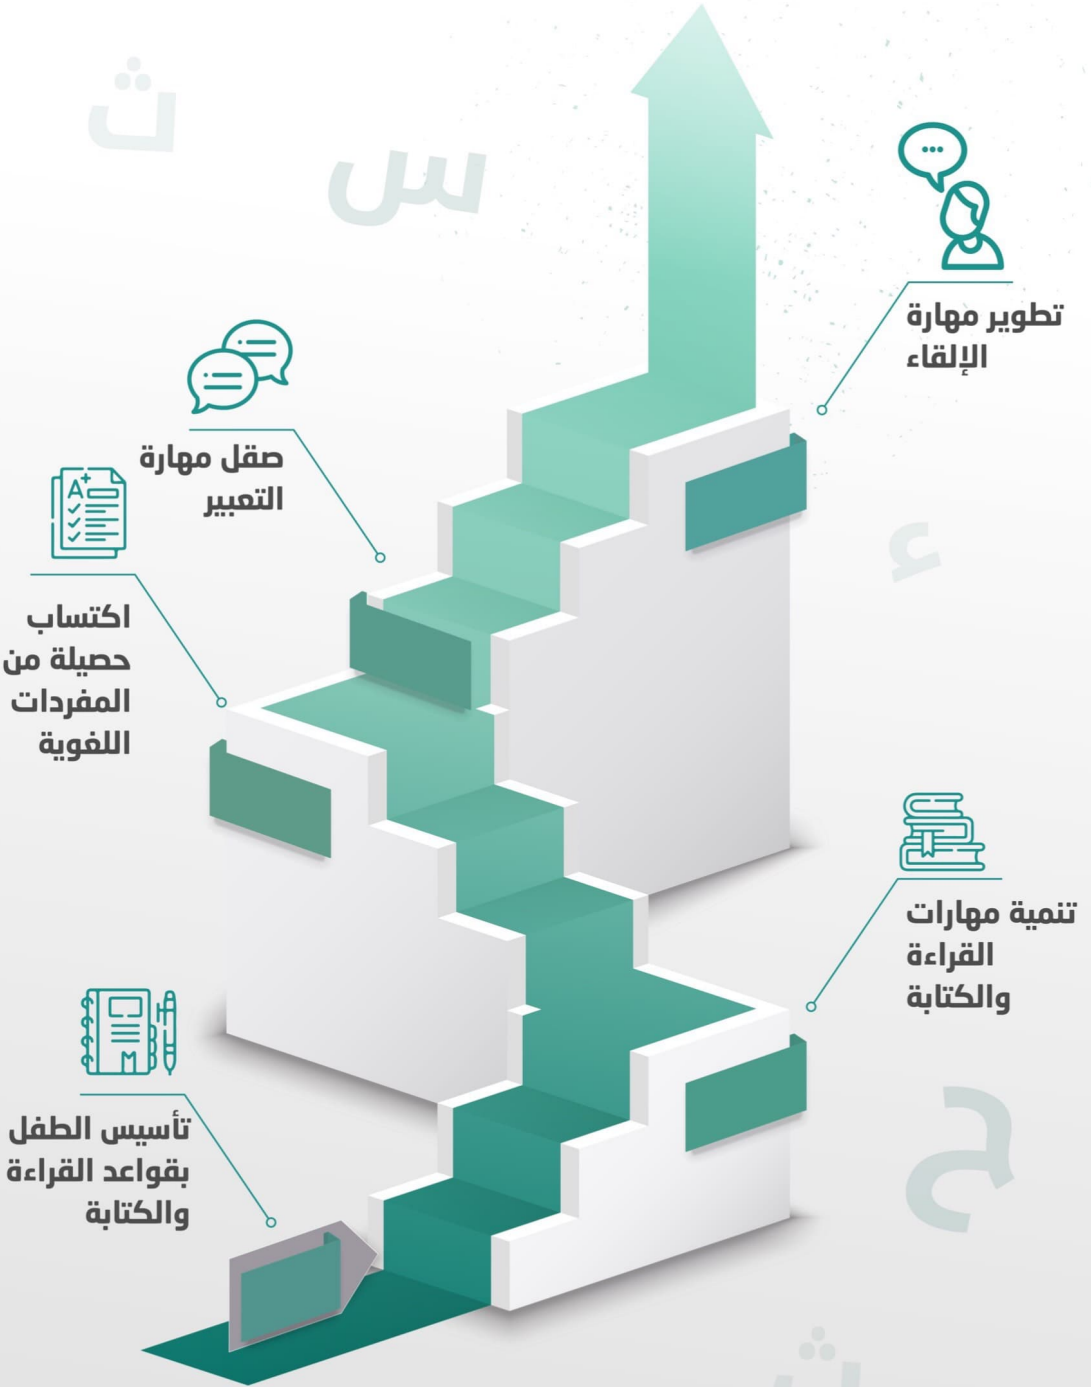 ث
س
تطوير مهارة
الإلقاء
صقل مهارة
التعبير
A+
اكتساب
حصيلة من
المفردات
اللغوية
ء
تنمية مهارات
القراءة
والكتابة
تأسيس الطفل
بقواعد القراءة
والكتابة
ح
ث